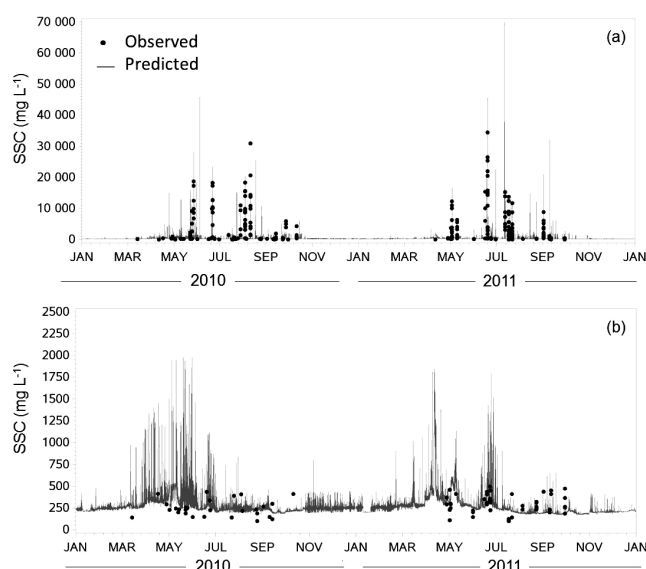 70 000
60 000
50 000
40 000
30 000
20 000
10 000
0
SSC (mg L-1)
Observed
Predicted
(a)
JAN MAR MAY JUL SEP NOV JAN MAR MAY JUL SEP NOV JAN
2010 2011
2500
2250
2000
1750
1500
1250
1000
750
500
250
0
SSC (mg L-1)
(b)
JAN MAR MAY JUL SEP NOV JAN MAR MAY JUL SEP NOV JAN
2010 2011